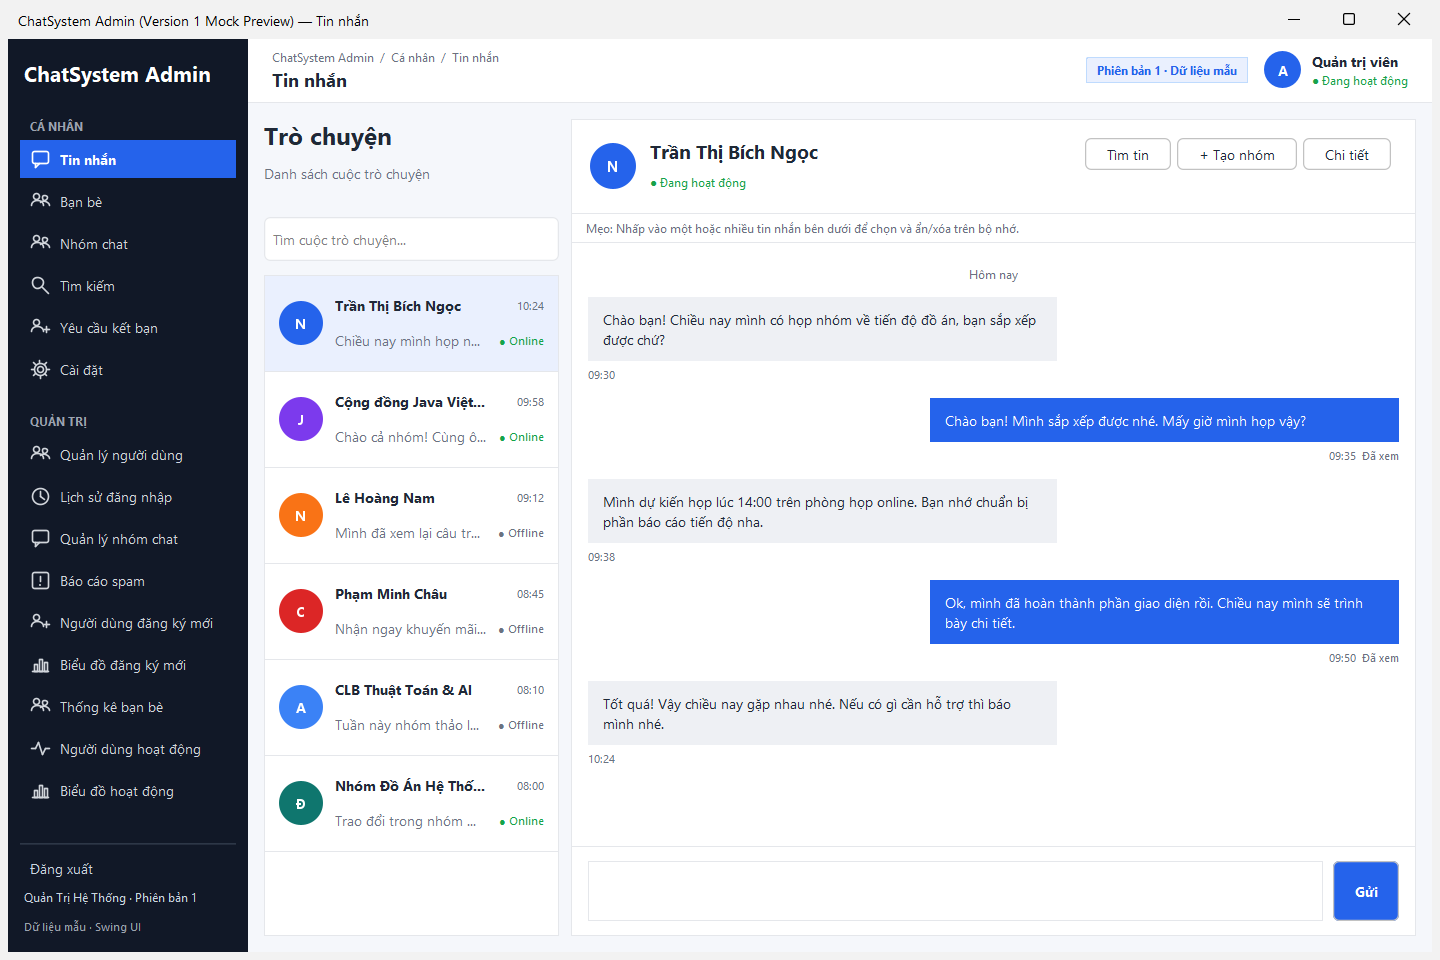 ChatSystem Admin (Version 1 Mock Preview) — Tin nhắn
ChatSystem Admin
CÁ NHÂN
Tin nhắn
Bạn bè
Nhóm chat
Tìm kiếm
Yêu cầu kết bạn
Cài đặt
QUẢN TRỊ
Quản lý người dùng
Lịch sử đăng nhập
Quản lý nhóm chat
Báo cáo spam
Người dùng đăng ký mới
Biểu đồ đăng ký mới
Thống kê bạn bè
Người dùng hoạt động
Biểu đồ hoạt động
Đăng xuất
Quản Trị Hệ Thống · Phiên bản 1
Dữ liệu mẫu · Swing UI
ChatSystem Admin / Cá nhân / Tin nhắn
Tin nhắn
Phiên bản 1 · Dữ liệu mẫu
A
Quản trị viên
● Đang hoạt động
Trò chuyện
Danh sách cuộc trò chuyện
Tìm cuộc trò chuyện...
N
Trần Thị Bích Ngọc 10:24
Chiều nay mình họp n... ● Online
J
Cộng đồng Java Việt... 09:58
Chào cả nhóm! Cùng ô... ● Online
N
Lê Hoàng Nam 09:12
Mình đã xem lại câu tr... ● Offline
C
Phạm Minh Châu 08:45
Nhận ngay khuyến mãi... ● Offline
A
CLB Thuật Toán & AI 08:10
Tuần này nhóm thảo l... ● Offline
Đ
Nhóm Đồ Án Hệ Thố... 08:00
Trao đổi trong nhóm ... ● Online
N
Trần Thị Bích Ngọc
● Đang hoạt động
Tìm tin
+ Tạo nhóm
Chi tiết
Mẹo: Nhấp vào một hoặc nhiều tin nhắn bên dưới để chọn và ẩn/xóa trên bộ nhớ.
Hôm nay
Chào bạn! Chiều nay mình có họp nhóm về tiến độ đồ án, bạn sắp xếp
được chứ?
09:30
Chào bạn! Mình sắp xếp được nhé. Mấy giờ mình họp vậy?
09:35 Đã xem
Mình dự kiến họp lúc 14:00 trên phòng họp online. Bạn nhớ chuẩn bị
phần báo cáo tiến độ nha.
09:38
Ok, mình đã hoàn thành phần giao diện rồi. Chiều nay mình sẽ trình
bày chi tiết.
09:50 Đã xem
Tốt quá! Vậy chiều nay gặp nhau nhé. Nếu có gì cần hỗ trợ thì báo
mình nhé.
10:24
Gửi